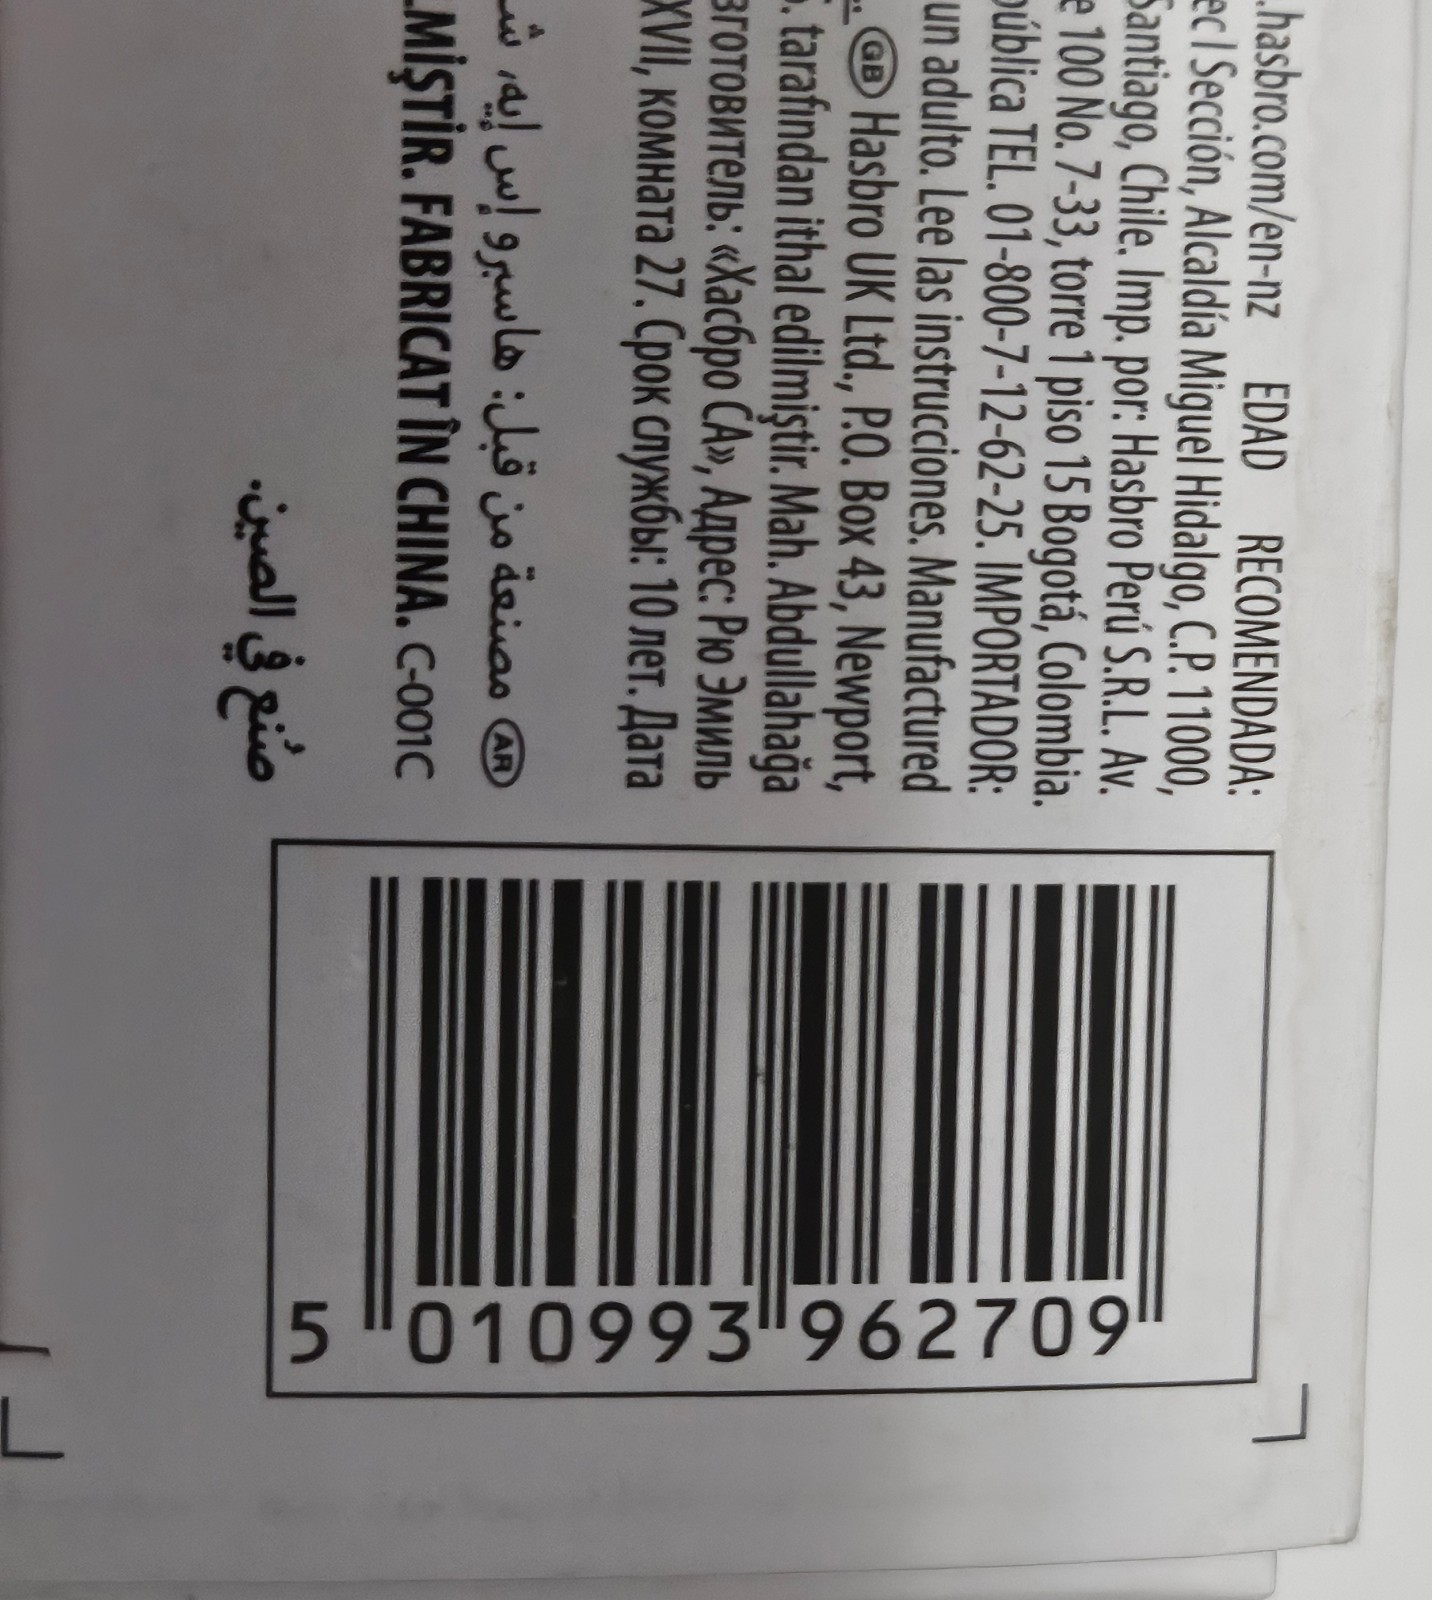 .hasbro.com/en-nz EDAD RECOMENDADA:
Sección, Alcaldía Miguel Hidalgo, C.P. 11000,
Santiago, Chile. Imp. por: Hasbro Perú S.R.L. Av.
e 100 No. 7-33, torre 1 piso 15 Bogotá, Colombia.
pública TEL. 01-800-7-12-62-25. IMPORTADOR:
un adulto. Lee las instrucciones. Manufactured
GB Hasbro UK Ltd., P.O. Box 43, Newport,
. tarafından ithal edilmiştir. Mah. Abdullahağa
зготовитель: «Хасбро СА», Адрес: Рю Эмиль
XVII, комната 27. Срок службы: 10 лет. Дата
AR مصنعة من قبل: هاسبرو إس إيه،
LMİŞTİR. FABRICAT ÎN CHINA. C-001C
صُنع في الصين.
5 010993 962709